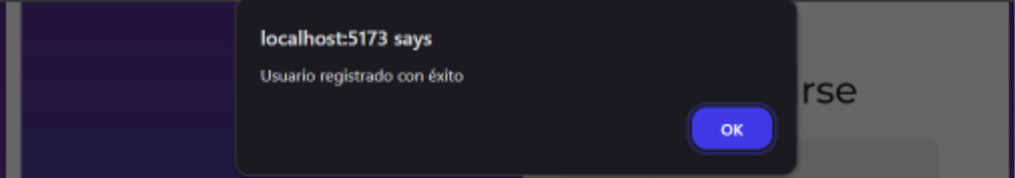 localhost:5173 says
Usuario registrado con éxito
rse
OK